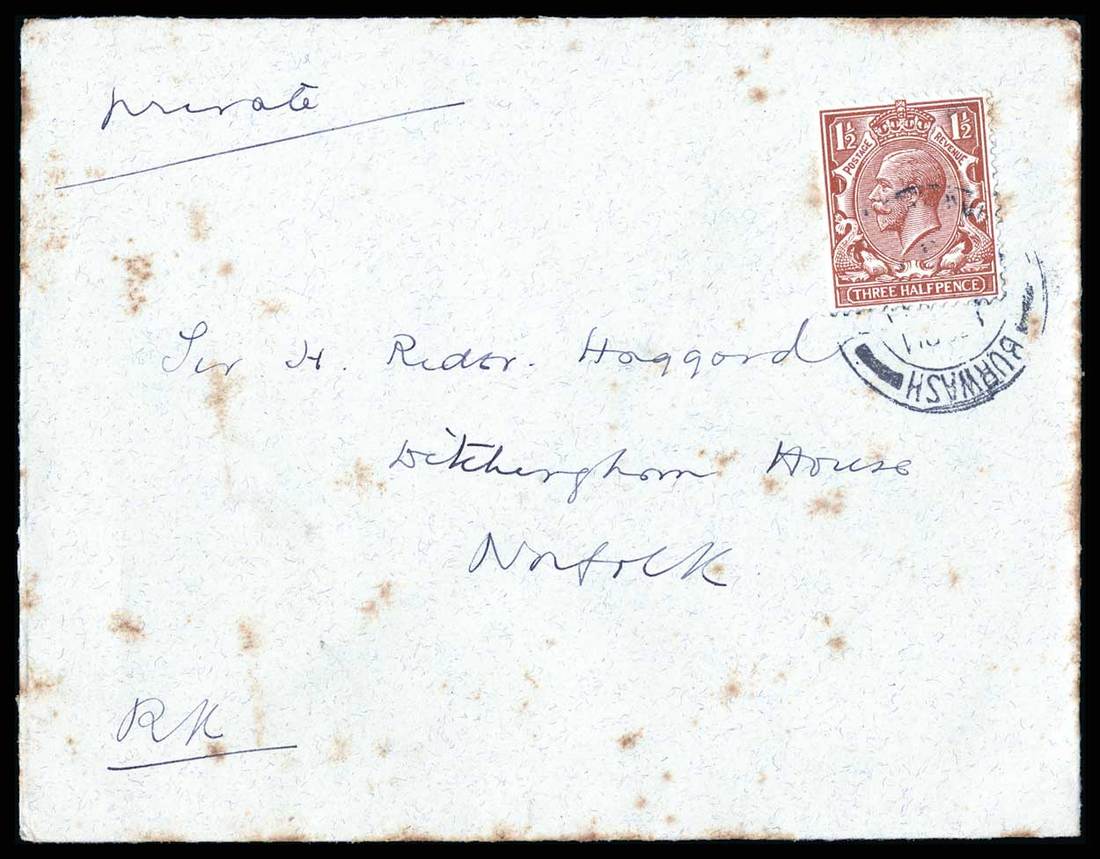 private
1½ 1½
POSTAGE REVENUE
THREE HALFPENCE
BURWASH
Sir H. Rider. Haggard
Ditchingham House
Norfolk
RK